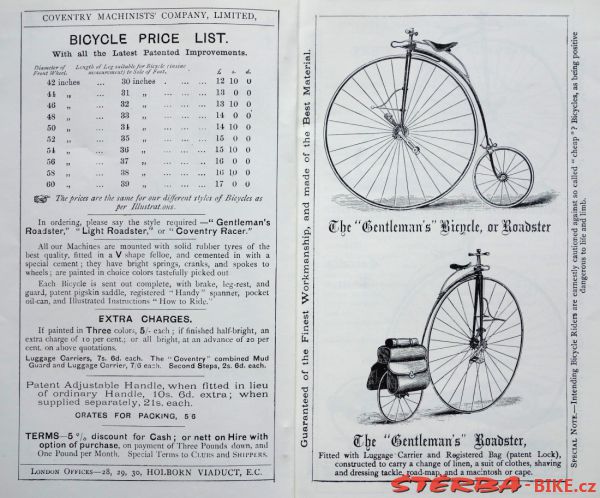 COVENTRY MACHINISTS' COMPANY, LIMITED,
BICYCLE PRICE LIST.
With all the Latest Patented Improvements.
Diameter of Front Wheel. Length of Leg suitable for Bicycle (inside measurement) to Sole of Foot. £ s. d.
42 inches ... 30 inches . ... 12 10 0
44 „ ... 31 „ ... 13 0 0
46 „ ... 32 „ ... 13 10 0
48 „ ... 33 „ ... 14 0 0
50 „ ... 34 „ ... 14 10 0
52 „ ... 35 „ ... 15 0 0
54 „ ... 36 „ ... 15 10 0
56 „ ... 37 „ ... 16 0 0
58 „ ... 38 „ ... 16 10 0
60 „ ... 39 „ ... 17 0 0
☞ The prices are the same for our different styles of Bicycles as
per Illustrations.
In ordering, please say the style required—"Gentleman's
Roadster," "Light Roadster," or "Coventry Racer."
All our Machines are mounted with solid rubber tyres of the
best quality, fitted in a V shape felloe, and cemented in with a
special cement; they have bright springs, cranks, and spokes to
wheels; are painted in choice colors tastefully picked out
Each Bicycle is sent out complete, with brake, leg-rest, and
guard, patent pigskin saddle, registered "Handy" spanner, pocket
oil-can, and Illustrated Instructions "How to Ride."
EXTRA CHARGES.
If painted in Three colors, 5/- each; if finished half-bright, an
extra charge of 10 per cent.; or all bright, at an advance of 20 per
cent. on above quotations.
Luggage Carriers, 7s. 6d. each. The "Coventry" combined Mud
Guard and Luggage Carrier, 7/6 each. Second Steps, 2s. 6d. each.
Patent Adjustable Handle, when fitted in lieu
of ordinary Handle, 10s. 6d. extra; when
supplied separately, 21s. each.
CRATES FOR PACKING, 5 6
TERMS—5 °/o discount for Cash; or nett on Hire with
option of purchase, on payment of Three Pounds down, and
One Pound per Month. Special Terms to CLUBS and SHIPPERS.
LONDON OFFICES—28, 29, 30, HOLBORN VIADUCT, E.C.
Guaranteed of the Finest Workmanship, and made of the Best Material.
The "Gentleman's" Bicycle, or Roadster
The "Gentleman's" Roadster,
Fitted with Luggage Carrier and Registered Bag (patent Lock),
constructed to carry a change of linen, a suit of clothes, shaving
and dressing tackle, road-map, and a macintosh or cape.
SPECIAL NOTE.—Intending Bicycle Riders are earnestly cautioned against so called "cheap"? Bicycles, as being positive
dangerous to life and limb.
STERBA-BIKE.cz